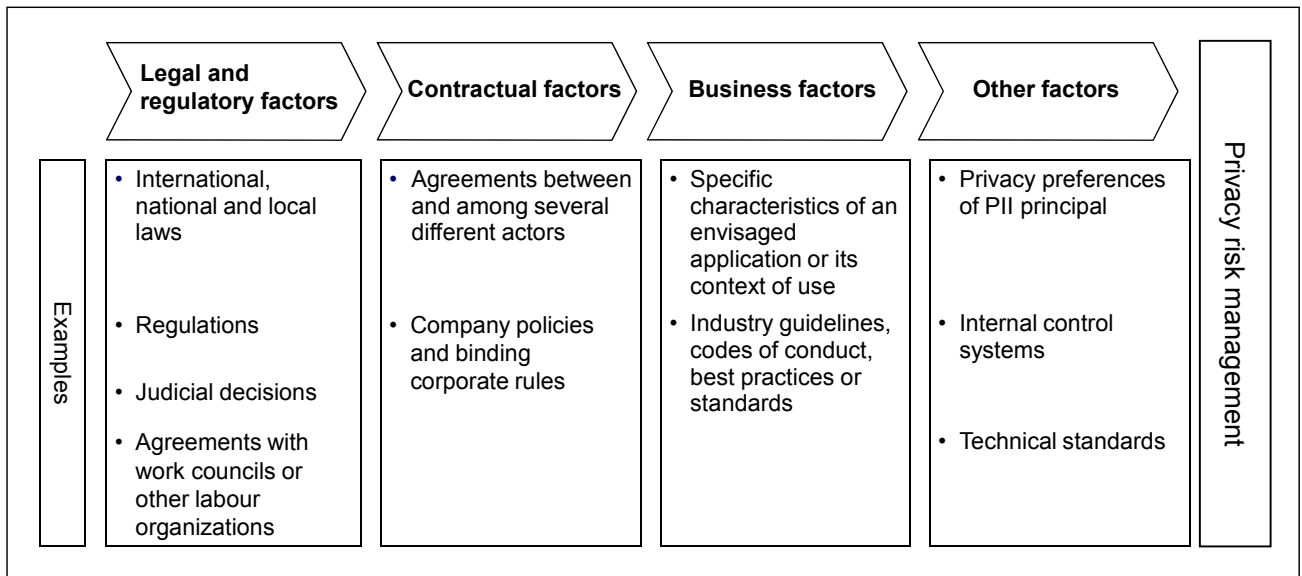 Legal and
regulatory factors
Contractual factors
Business factors
Other factors
Examples
• International,
national and local
laws
• Regulations
• Judicial decisions
• Agreements with
work councils or
other labour
organizations
• Agreements between
and among several
different actors
• Company policies
and binding
corporate rules
• Specific
characteristics of an
envisaged
application or its
context of use
• Industry guidelines,
codes of conduct,
best practices or
standards
• Privacy preferences
of PII principal
• Internal control
systems
• Technical standards
Privacy risk management